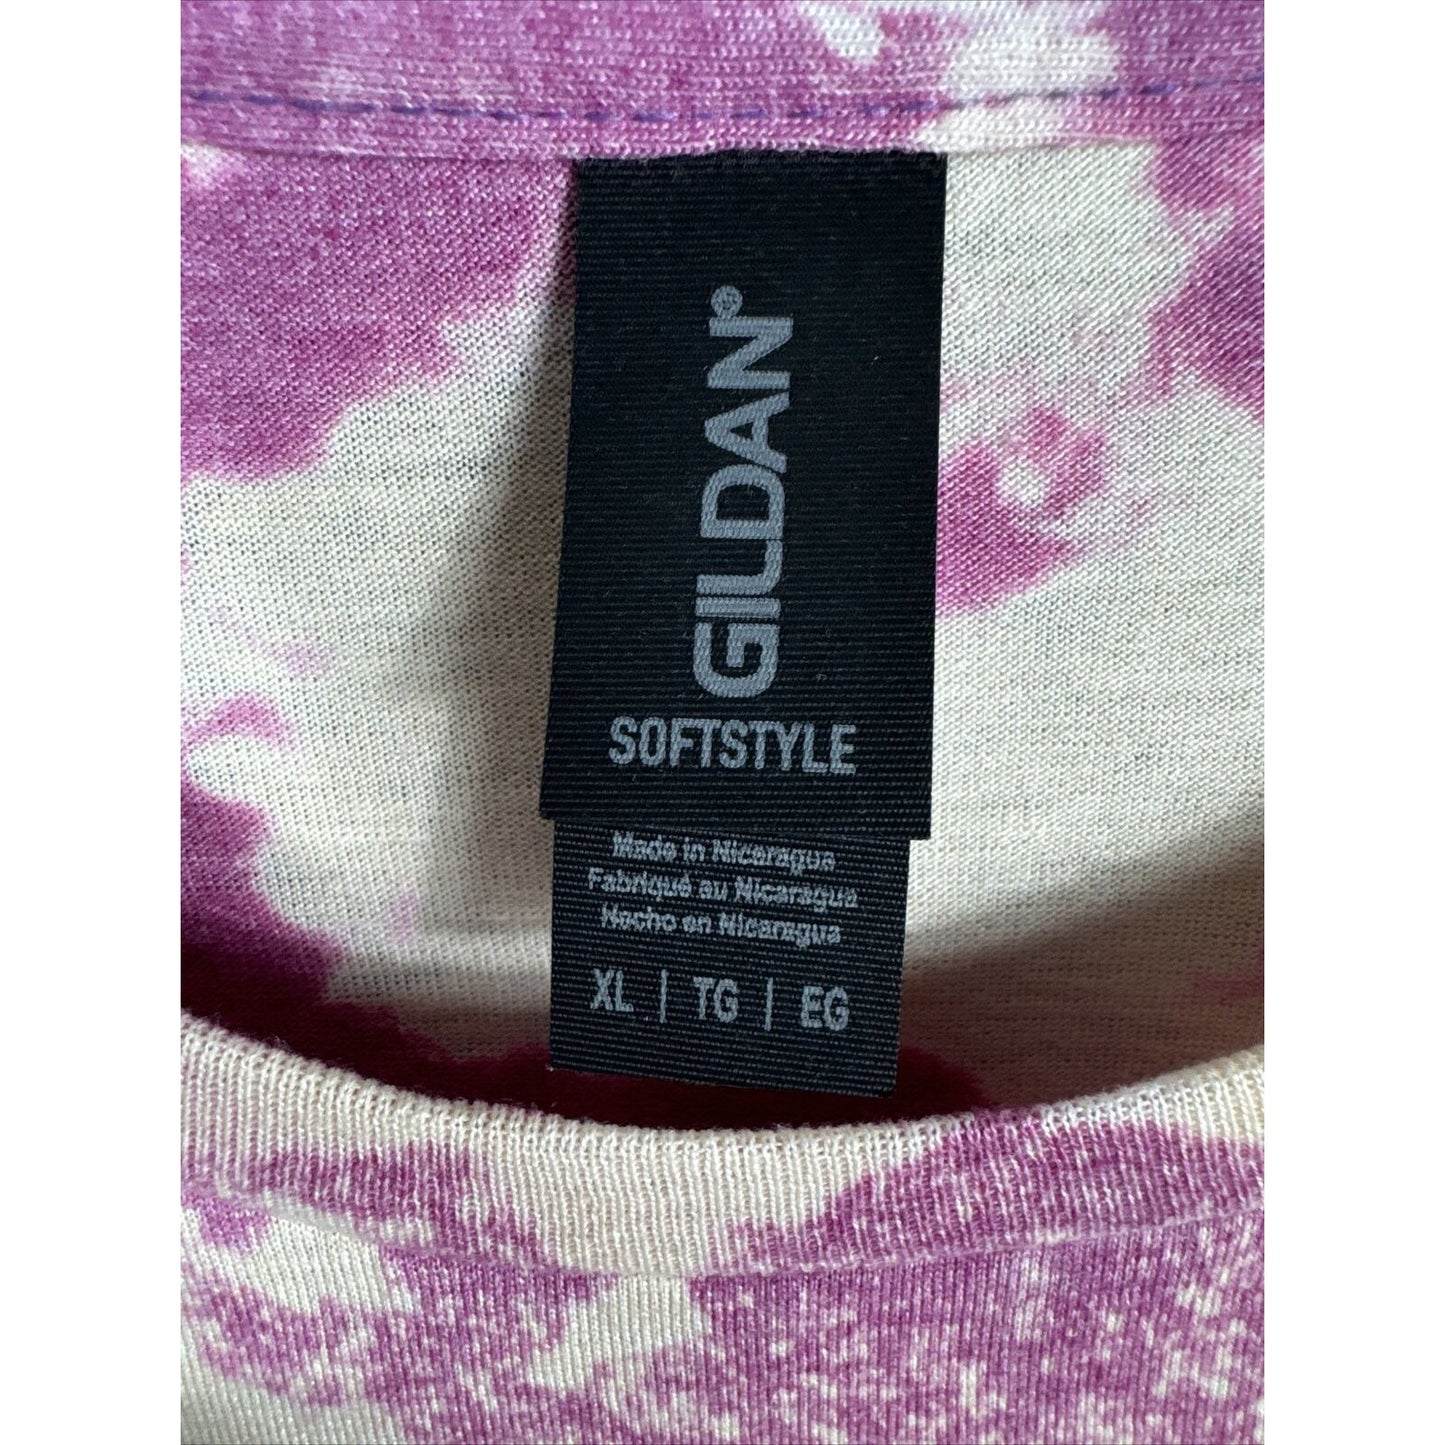 GILDAN®
SOFTSTYLE
Made in Nicaragua
Fabriqué au Nicaragua
Hecho en Nicaragua
XL | TG | EG